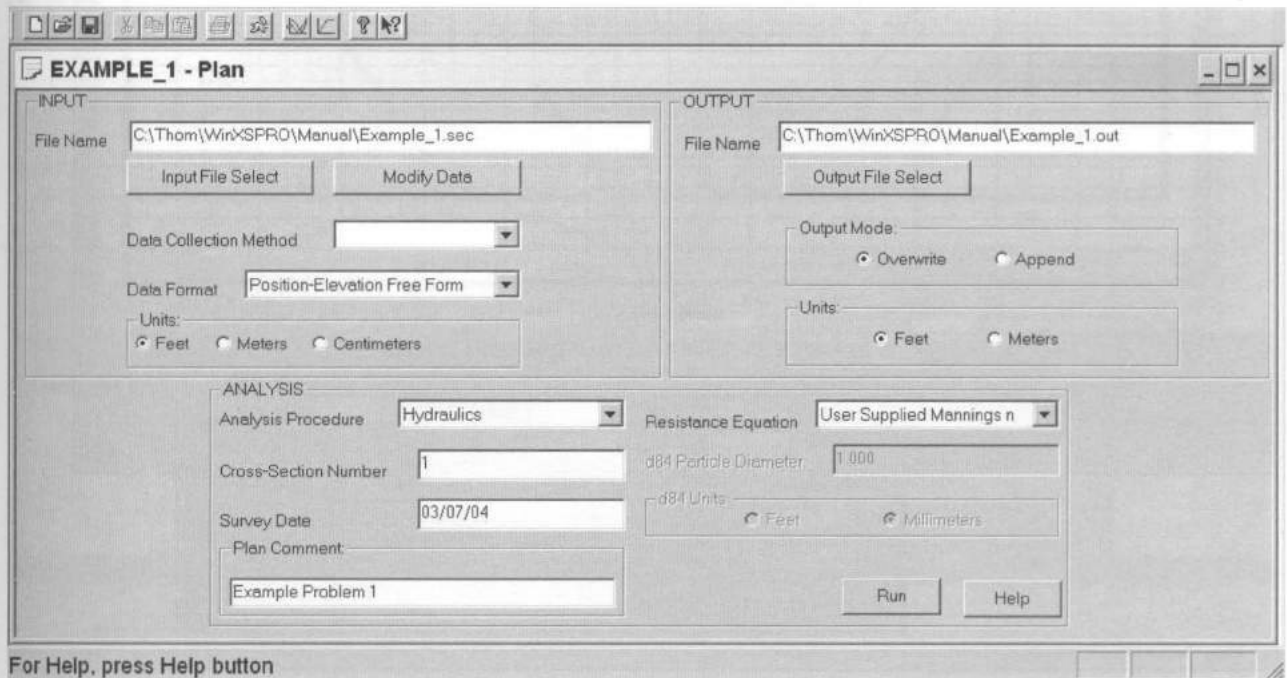 EXAMPLE_1 - Plan
INPUT
File Name C:\Thom\WinXSPRO\Manual\Example_1.sec
Input File Select Modify Data
Data Collection Method
Data Format Position-Elevation Free Form
Units:
Feet Meters Centimeters
OUTPUT
File Name C:\Thom\WinXSPRO\Manual\Example_1.out
Output File Select
Output Mode:
Overwrite Append
Units:
Feet Meters
ANALYSIS
Analysis Procedure Hydraulics
Cross-Section Number 1
Survey Date 03/07/04
Plan Comment:
Example Problem 1
Resistance Equation User Supplied Mannings n
d84 Particle Diameter 1.000
d84 Units:
Feet Millimeters
Run Help
For Help, press Help button